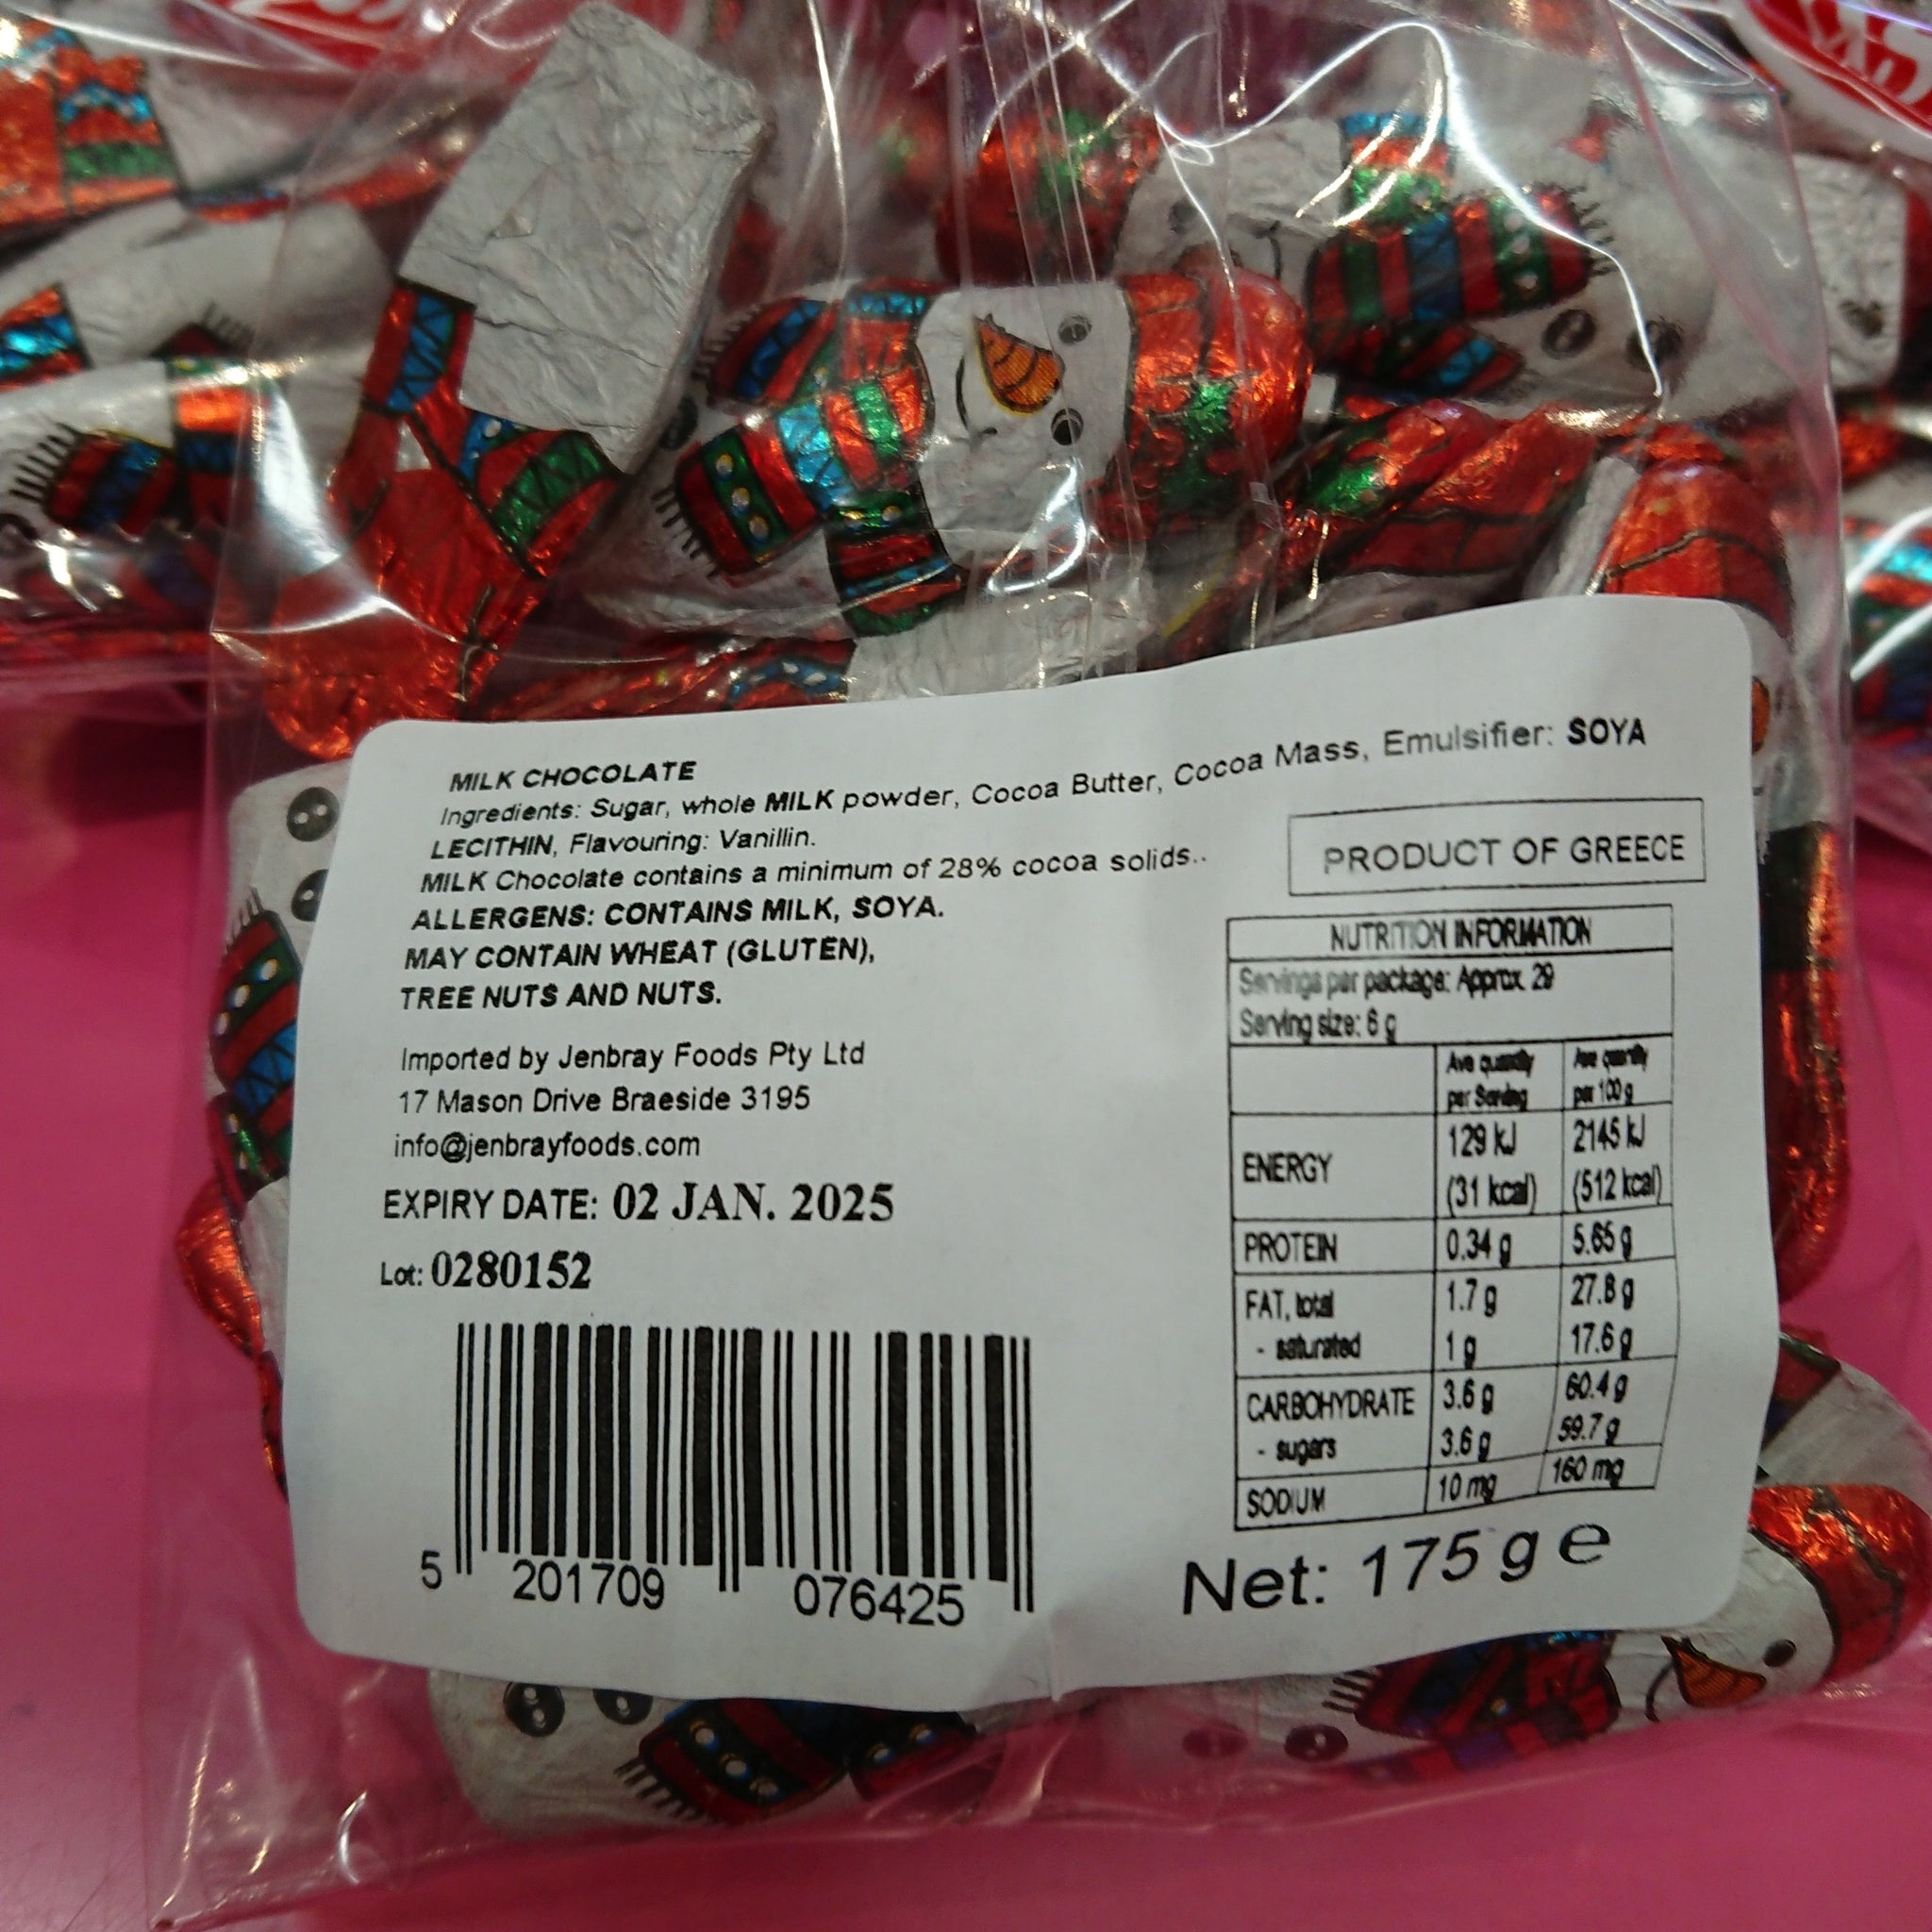 MILK CHOCOLATE
Ingredients: Sugar, whole MILK powder, Cocoa Butter, Cocoa Mass, Emulsifier: SOYA
LECITHIN, Flavouring: Vanillin.
MILK Chocolate contains a minimum of 28% cocoa solids..
ALLERGENS: CONTAINS MILK, SOYA.
MAY CONTAIN WHEAT (GLUTEN),
TREE NUTS AND NUTS.
Imported by Jenbray Foods Pty Ltd
17 Mason Drive Braeside 3195
info@jenbrayfoods.com
EXPIRY DATE: 02 JAN. 2025
Lot: 0280152
5 201709 076425
PRODUCT OF GREECE
NUTRITION INFORMATION
Servings per package: Approx 29
Serving size: 6 g
Ave quantity per Serving
Ave quantity per 100 g
ENERGY 129 kJ 2145 kJ
(31 kcal) (512 kcal)
PROTEIN 0.34 g 5.65 g
FAT, total 1.7 g 27.8 g
- saturated 1 g 17.6 g
CARBOHYDRATE 3.6 g 60.4 g
- sugars 3.6 g 59.7 g
SODIUM 10 mg 160 mg
Net: 175 g e